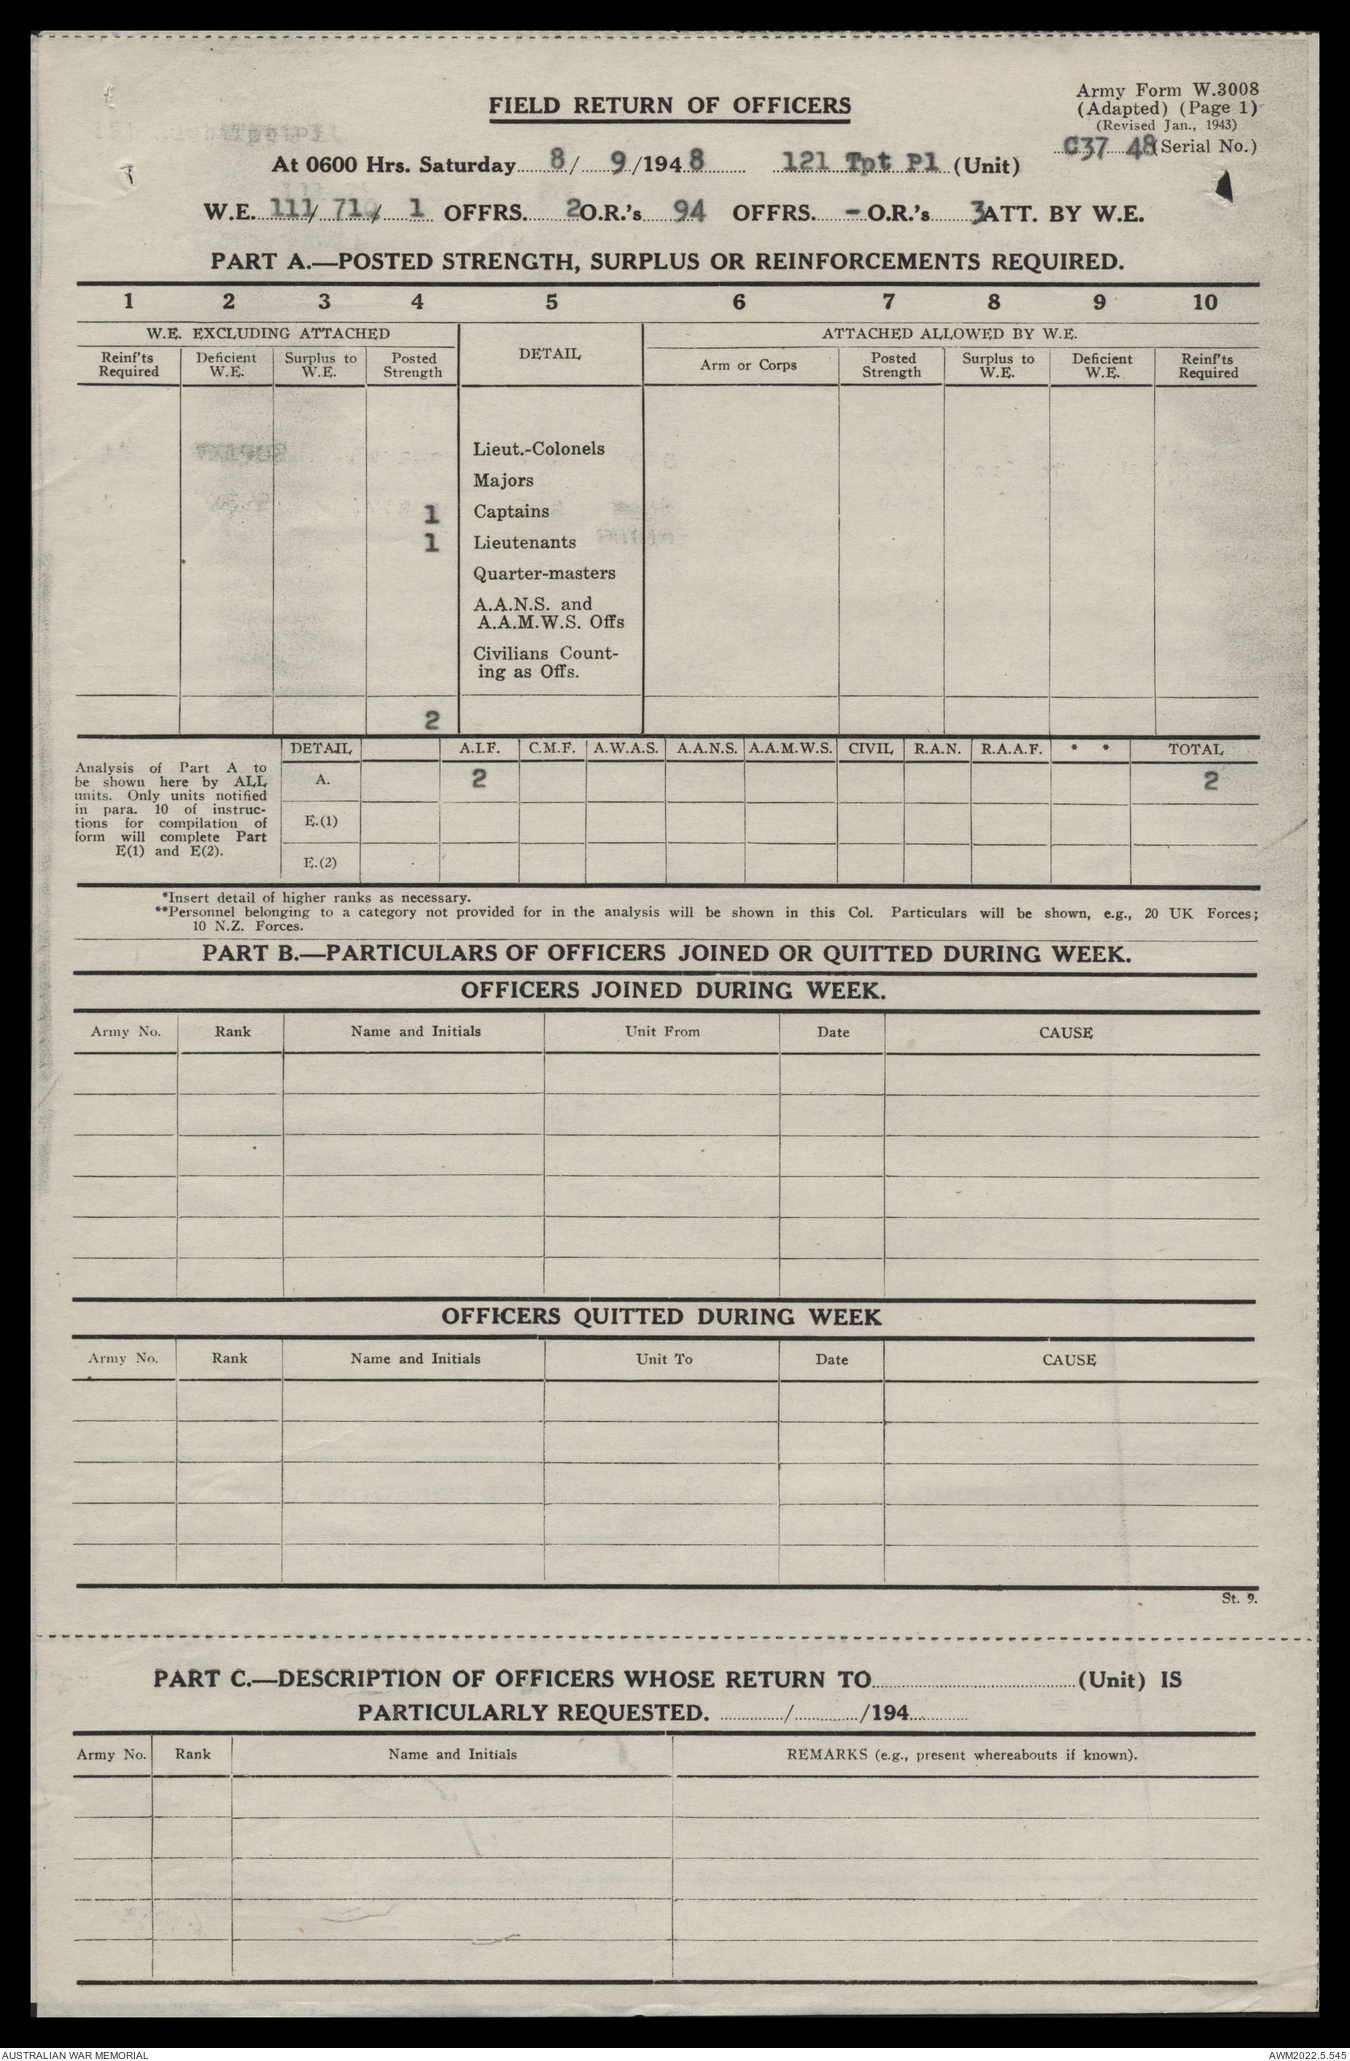 Army Form W.3008
FIELD RETURN OF OFFICERS
(Adapted) (Page 1)
(Revised Jan., 1943)
C37 48 (Serial No.)
At 0600 Hrs. Saturday 8 / 9 /1948 121 Tpt Pl (Unit)
W.E. 111/ 710/ 1 OFFRS. 2 O.R.'s 94 OFFRS. - O.R.'s 3 ATT. BY W.E.
PART A.—POSTED STRENGTH, SURPLUS OR REINFORCEMENTS REQUIRED.
1 2 3 4 5 6 7 8 9 10
W.E. EXCLUDING ATTACHED DETAIL ATTACHED ALLOWED BY W.E.
Reinf'ts Required Deficient W.E. Surplus to W.E. Posted Strength Arm or Corps Posted Strength Surplus to W.E. Deficient W.E. Reinf'ts Required
Lieut.-Colonels
Majors
1 Captains
1 Lieutenants
Quarter-masters
A.A.N.S. and
A.A.M.W.S. Offs
Civilians Count-
ing as Offs.
2
DETAIL A.I.F. C.M.F. A.W.A.S. A.A.N.S. A.A.M.W.S. CIVIL R.A.N. R.A.A.F. * * TOTAL
Analysis of Part A to
be shown here by ALL
units. Only units notified
in para. 10 of instruc-
tions for compilation of
form will complete Part
E(1) and E(2).
A. 2 2
E.(1)
E.(2)
*Insert detail of higher ranks as necessary.
**Personnel belonging to a category not provided for in the analysis will be shown in this Col. Particulars will be shown, e.g., 20 UK Forces;
10 N.Z. Forces.
PART B.—PARTICULARS OF OFFICERS JOINED OR QUITTED DURING WEEK.
OFFICERS JOINED DURING WEEK.
Army No. Rank Name and Initials Unit From Date CAUSE
OFFICERS QUITTED DURING WEEK
Army No. Rank Name and Initials Unit To Date CAUSE
St. 9.
PART C.—DESCRIPTION OF OFFICERS WHOSE RETURN TO (Unit) IS
PARTICULARLY REQUESTED. / /194
Army No. Rank Name and Initials REMARKS (e.g., present whereabouts if known).
AUSTRALIAN WAR MEMORIAL AWM2022.5.545